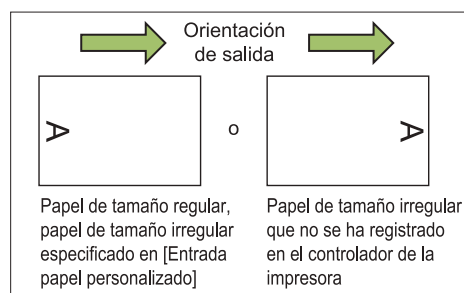 Orientación
de salida
A
o
A
Papel de tamaño regular,
papel de tamaño irregular
especificado en [Entrada
papel personalizado]
Papel de tamaño irregular
que no se ha registrado
en el controlador de la
impresora